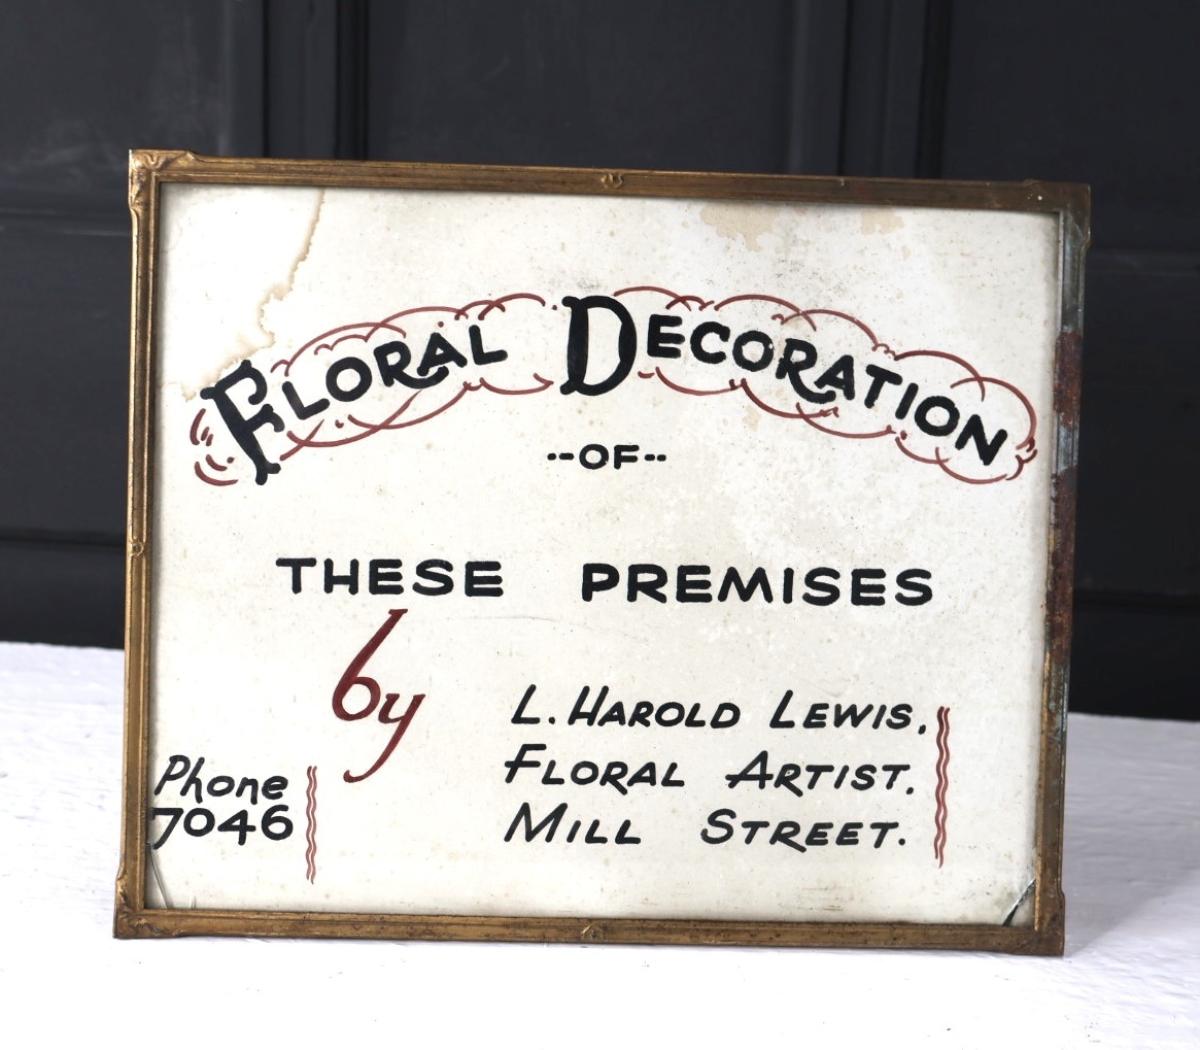 FLORAL DECORATION
--OF--
THESE PREMISES
by
L. HAROLD LEWIS.
FLORAL ARTIST.
MILL STREET.
Phone
7046